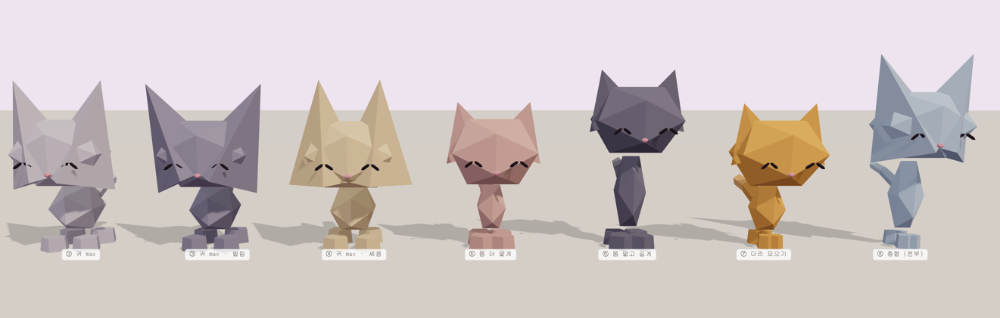 ② 귀 max
③ 귀 max · 벌림
④ 귀 max · 세움
⑤ 몸 더 얇게
⑥ 몸 얇고 길게
⑦ 다리 모으기
⑧ 종합 (전부)